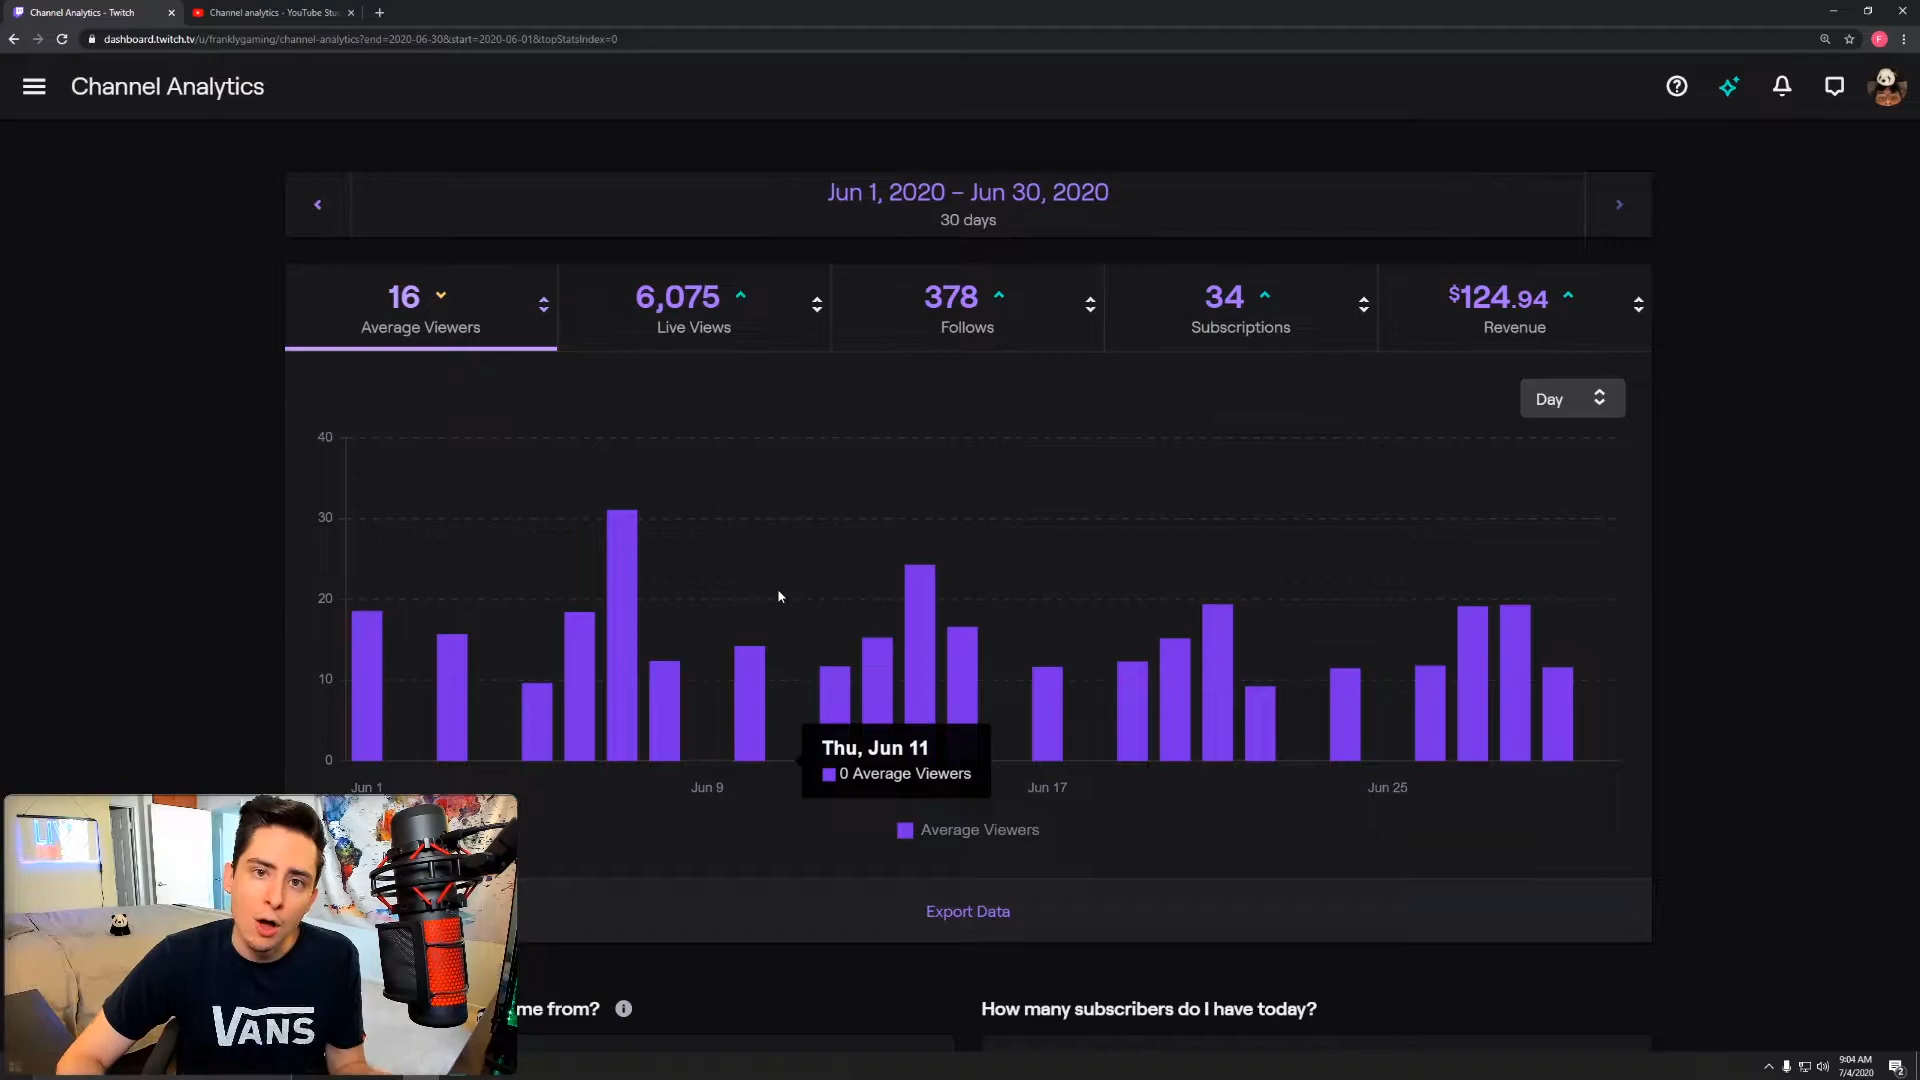 Channel Analytics - Twitch
Channel analytics - YouTube Stu
dashboard.twitch.tv/u/franklygaming/channel-analytics?end=2020-06-30&start=2020-06-01&topStatsIndex=0
F
Channel Analytics
Jun 1, 2020 – Jun 30, 2020
30 days
16
Average Viewers
6,075
Live Views
378
Follows
34
Subscriptions
$124.94
Revenue
Day
40
30
20
10
0
Thu, Jun 11
0 Average Viewers
Jun 1
Jun 9
Jun 17
Jun 25
Average Viewers
Export Data
me from?
How many subscribers do I have today?
VANS
9:04 AM
7/4/2020
2